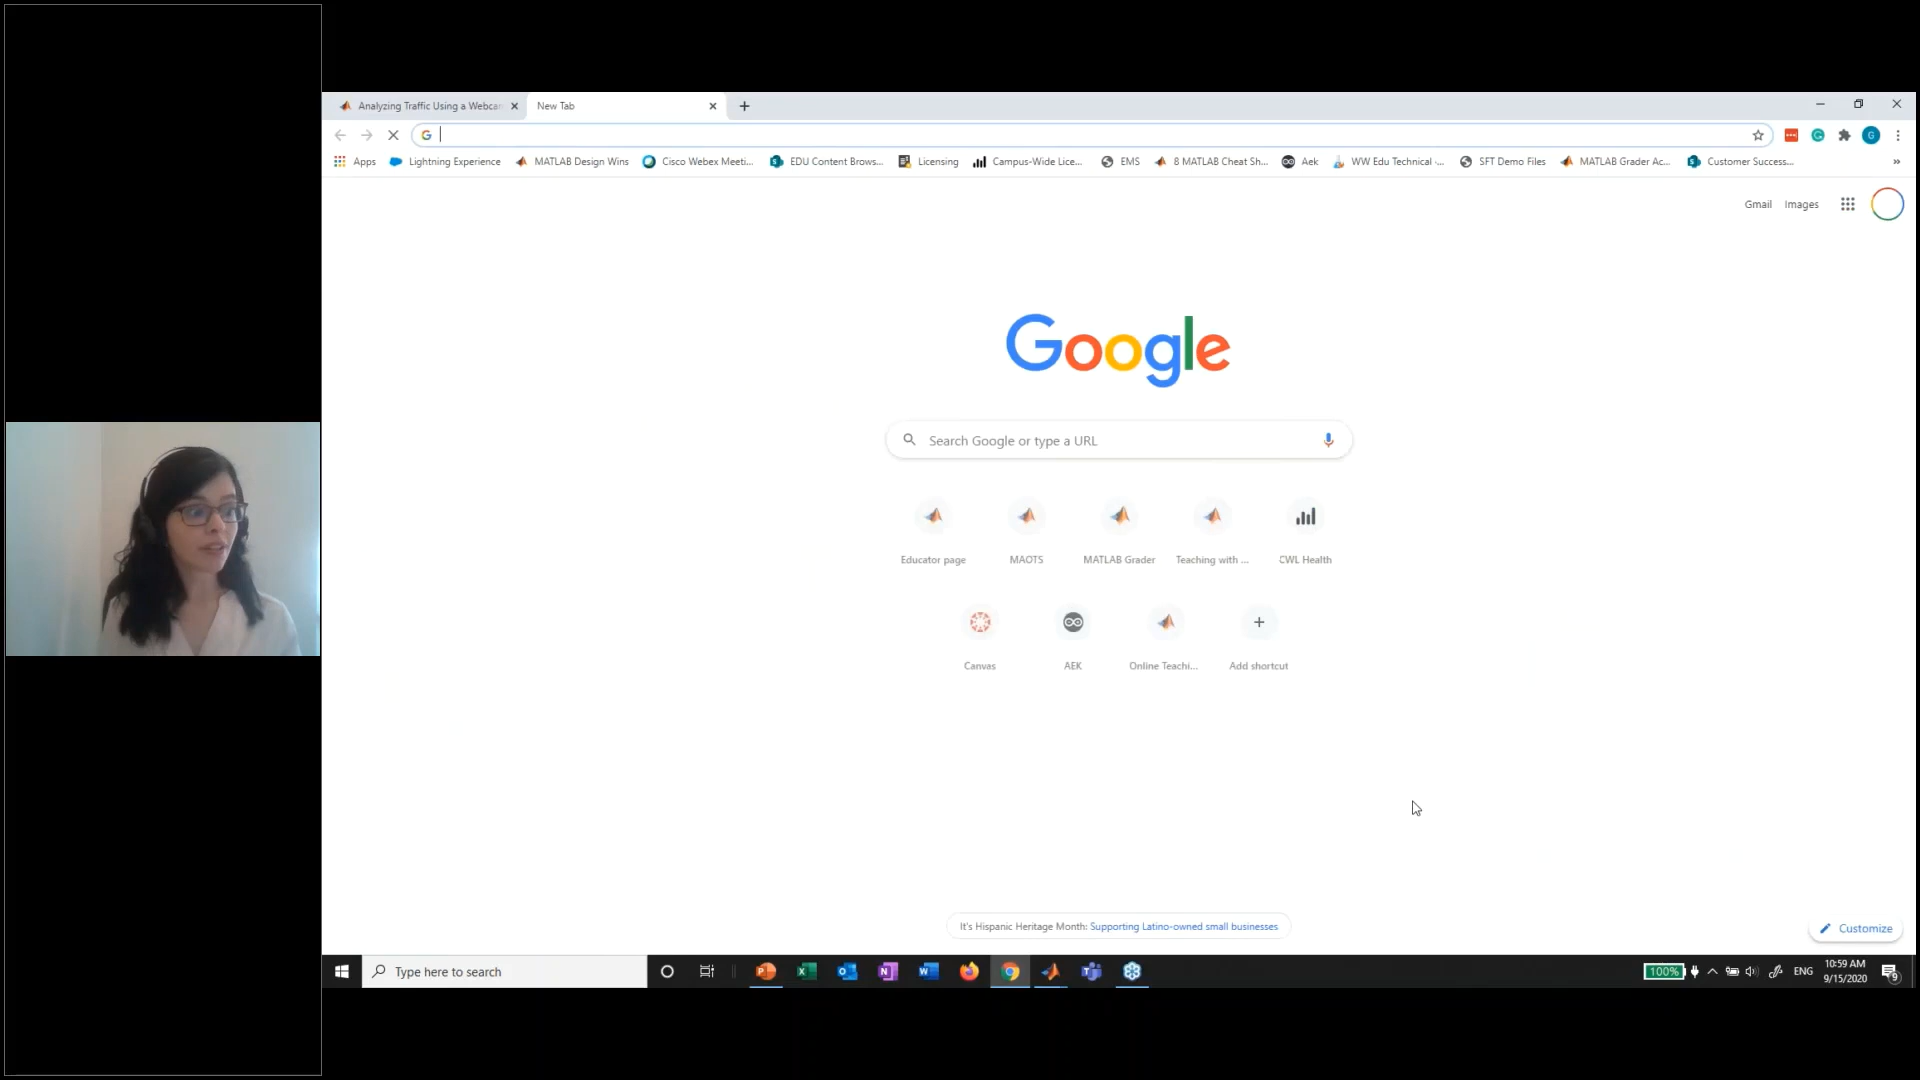 Analyzing Traffic Using a Webca
New Tab
Apps
Lightning Experience
MATLAB Design Wins
Cisco Webex Meeti...
EDU Content Brows...
Licensing
Campus-Wide Lice...
EMS
8 MATLAB Cheat Sh...
Aek
WW Edu Technical -...
SFT Demo Files
MATLAB Grader Ac...
Customer Success...
Gmail
Images
Google
Search Google or type a URL
Educator page
MAOTS
MATLAB Grader
Teaching with ...
CWL Health
Canvas
AEK
Online Teachi...
Add shortcut
It's Hispanic Heritage Month: Supporting Latino-owned small businesses
Customize
Type here to search
100%
ENG
10:59 AM
9/15/2020
9